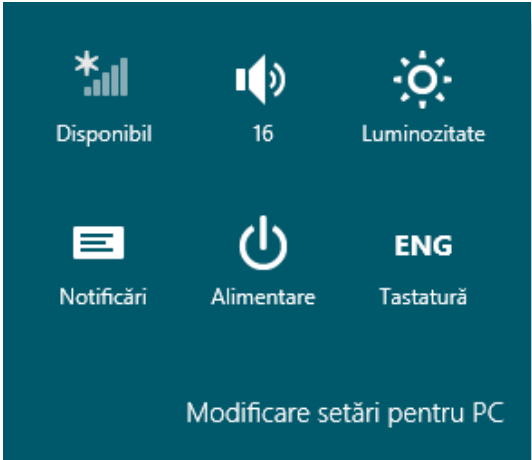 Disponibil
16
Luminozitate
ENG
Notificări
Alimentare
Tastatură
Modificare setări pentru PC